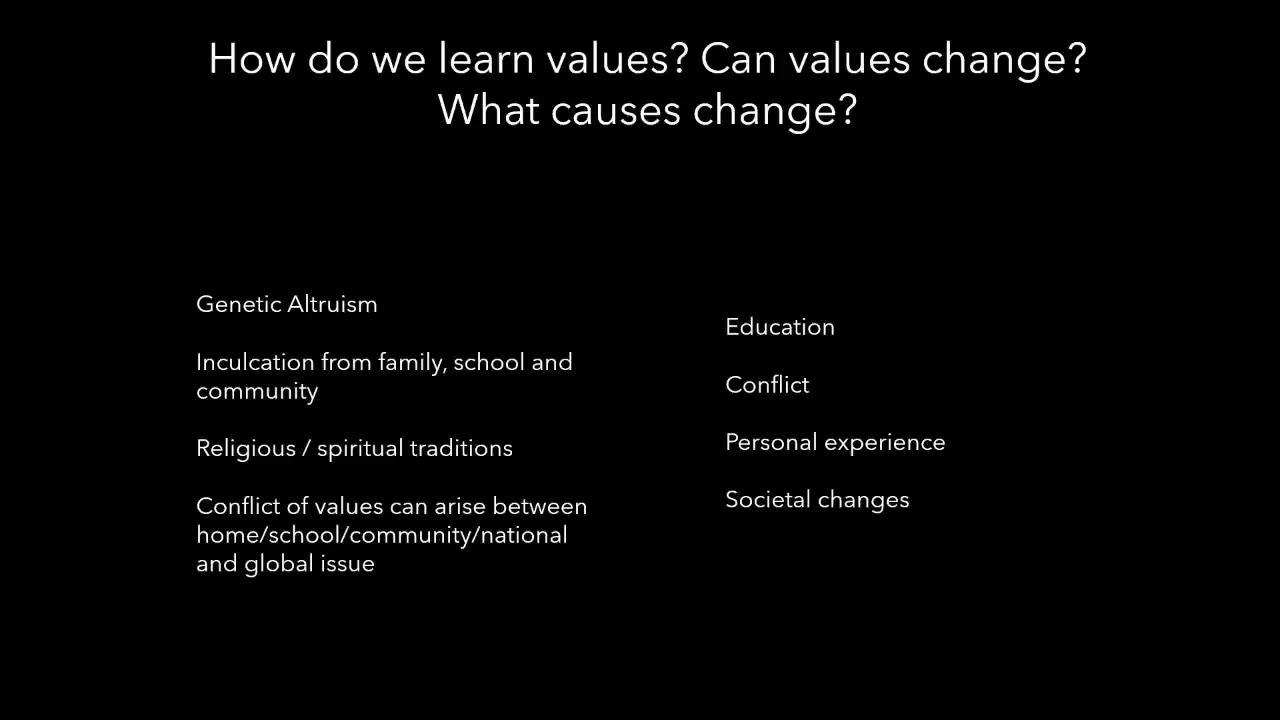 How do we learn values? Can values change?
What causes change?
Genetic Altruism
Inculcation from family, school and
community
Religious / spiritual traditions
Conflict of values can arise between
home/school/community/national
and global issue
Education
Conflict
Personal experience
Societal changes